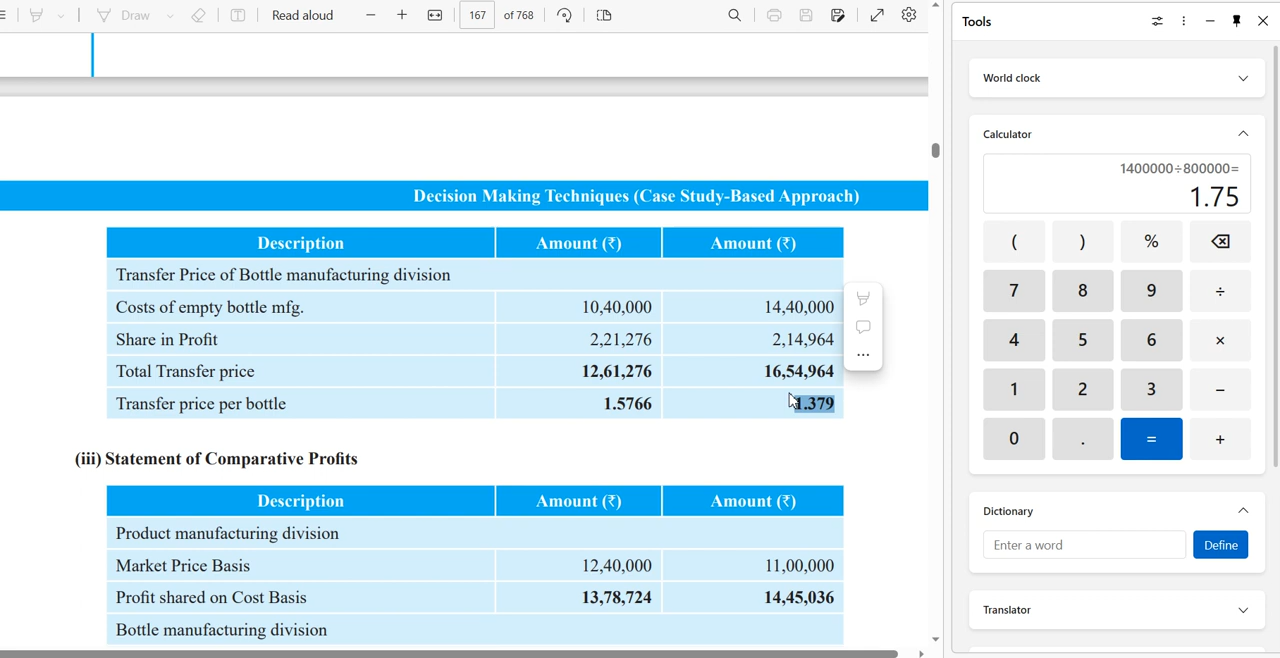 Draw Read aloud 167 of 768
Tools
World clock
Calculator
1400000÷800000=
1.75
( ) %
7 8 9 ÷
4 5 6 ×
1 2 3 −
0 . = +
Dictionary
Enter a word Define
Translator
Decision Making Techniques (Case Study-Based Approach)
Description Amount (₹) Amount (₹)
Transfer Price of Bottle manufacturing division
Costs of empty bottle mfg. 10,40,000 14,40,000
Share in Profit 2,21,276 2,14,964
Total Transfer price 12,61,276 16,54,964
Transfer price per bottle 1.5766 1.379
(iii) Statement of Comparative Profits
Description Amount (₹) Amount (₹)
Product manufacturing division
Market Price Basis 12,40,000 11,00,000
Profit shared on Cost Basis 13,78,724 14,45,036
Bottle manufacturing division